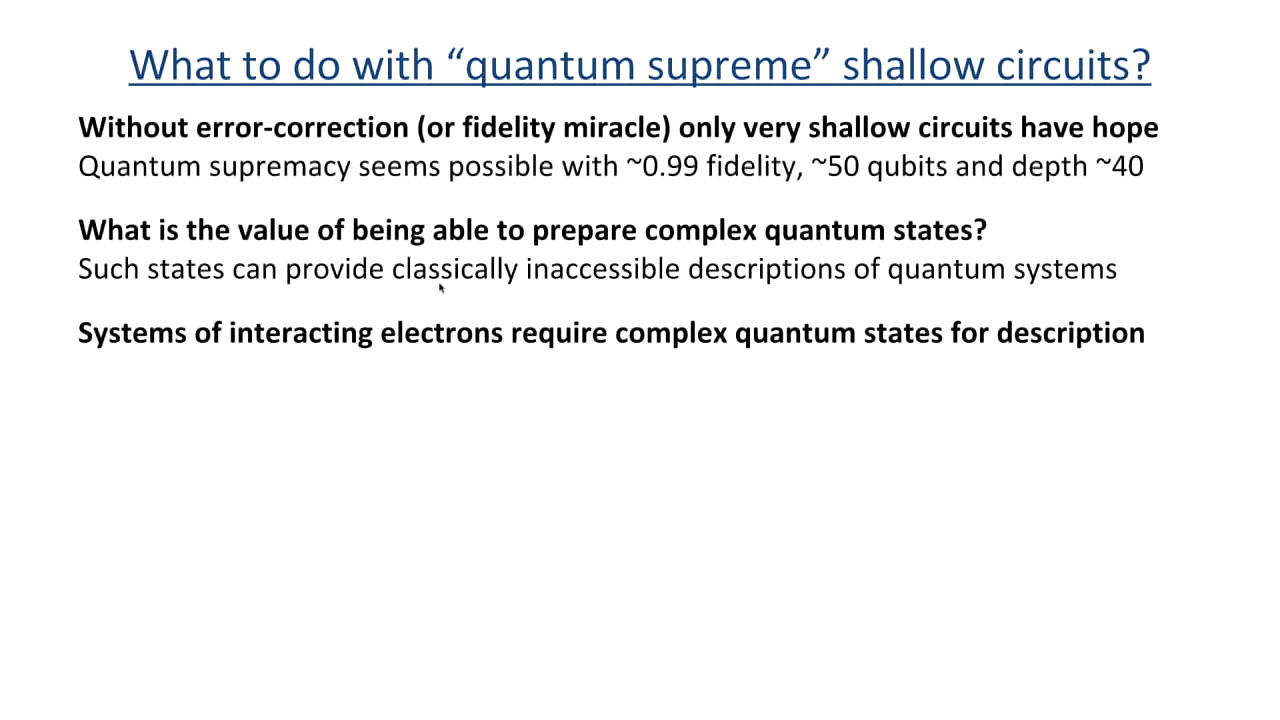 What to do with “quantum supreme” shallow circuits?
Without error-correction (or fidelity miracle) only very shallow circuits have hope
Quantum supremacy seems possible with ~0.99 fidelity, ~50 qubits and depth ~40
What is the value of being able to prepare complex quantum states?
Such states can provide classically inaccessible descriptions of quantum systems
Systems of interacting electrons require complex quantum states for description